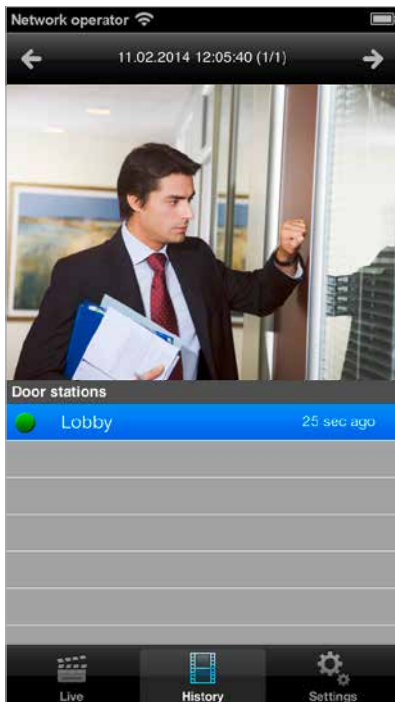 Network operator
11.02.2014 12:05:40 (1/1)
Door stations
Lobby 25 sec ago
Live History Settings